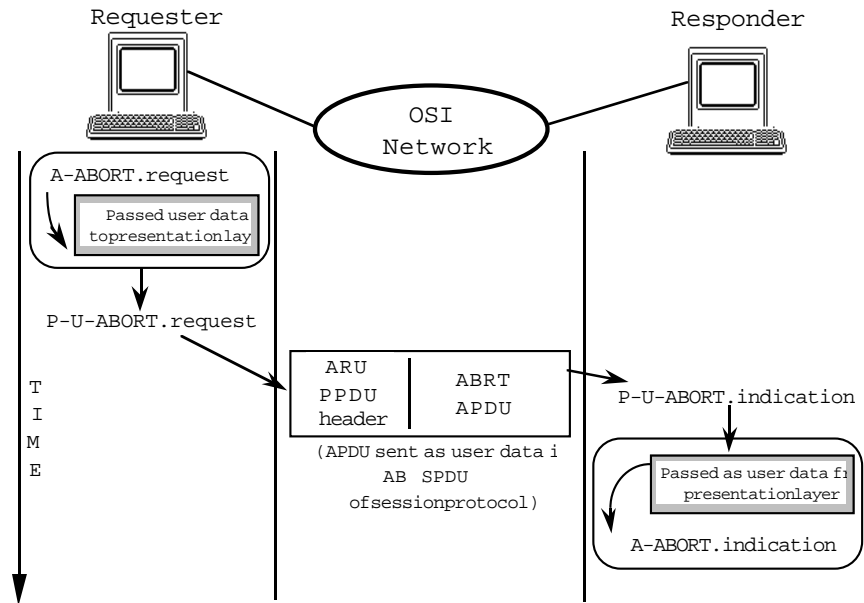 Requester
Responder
OSI
Network
A-ABORT.request
Passed user data
topresentationlay
P-U-ABORT.request
ARU
PPDU
header
ABRT
APDU
P-U-ABORT.indication
(APDU sent as user data i
AB SPDU
ofsessionprotocol)
T
I
M
E
Passed as user data fr
presentationlayer
A-ABORT.indication